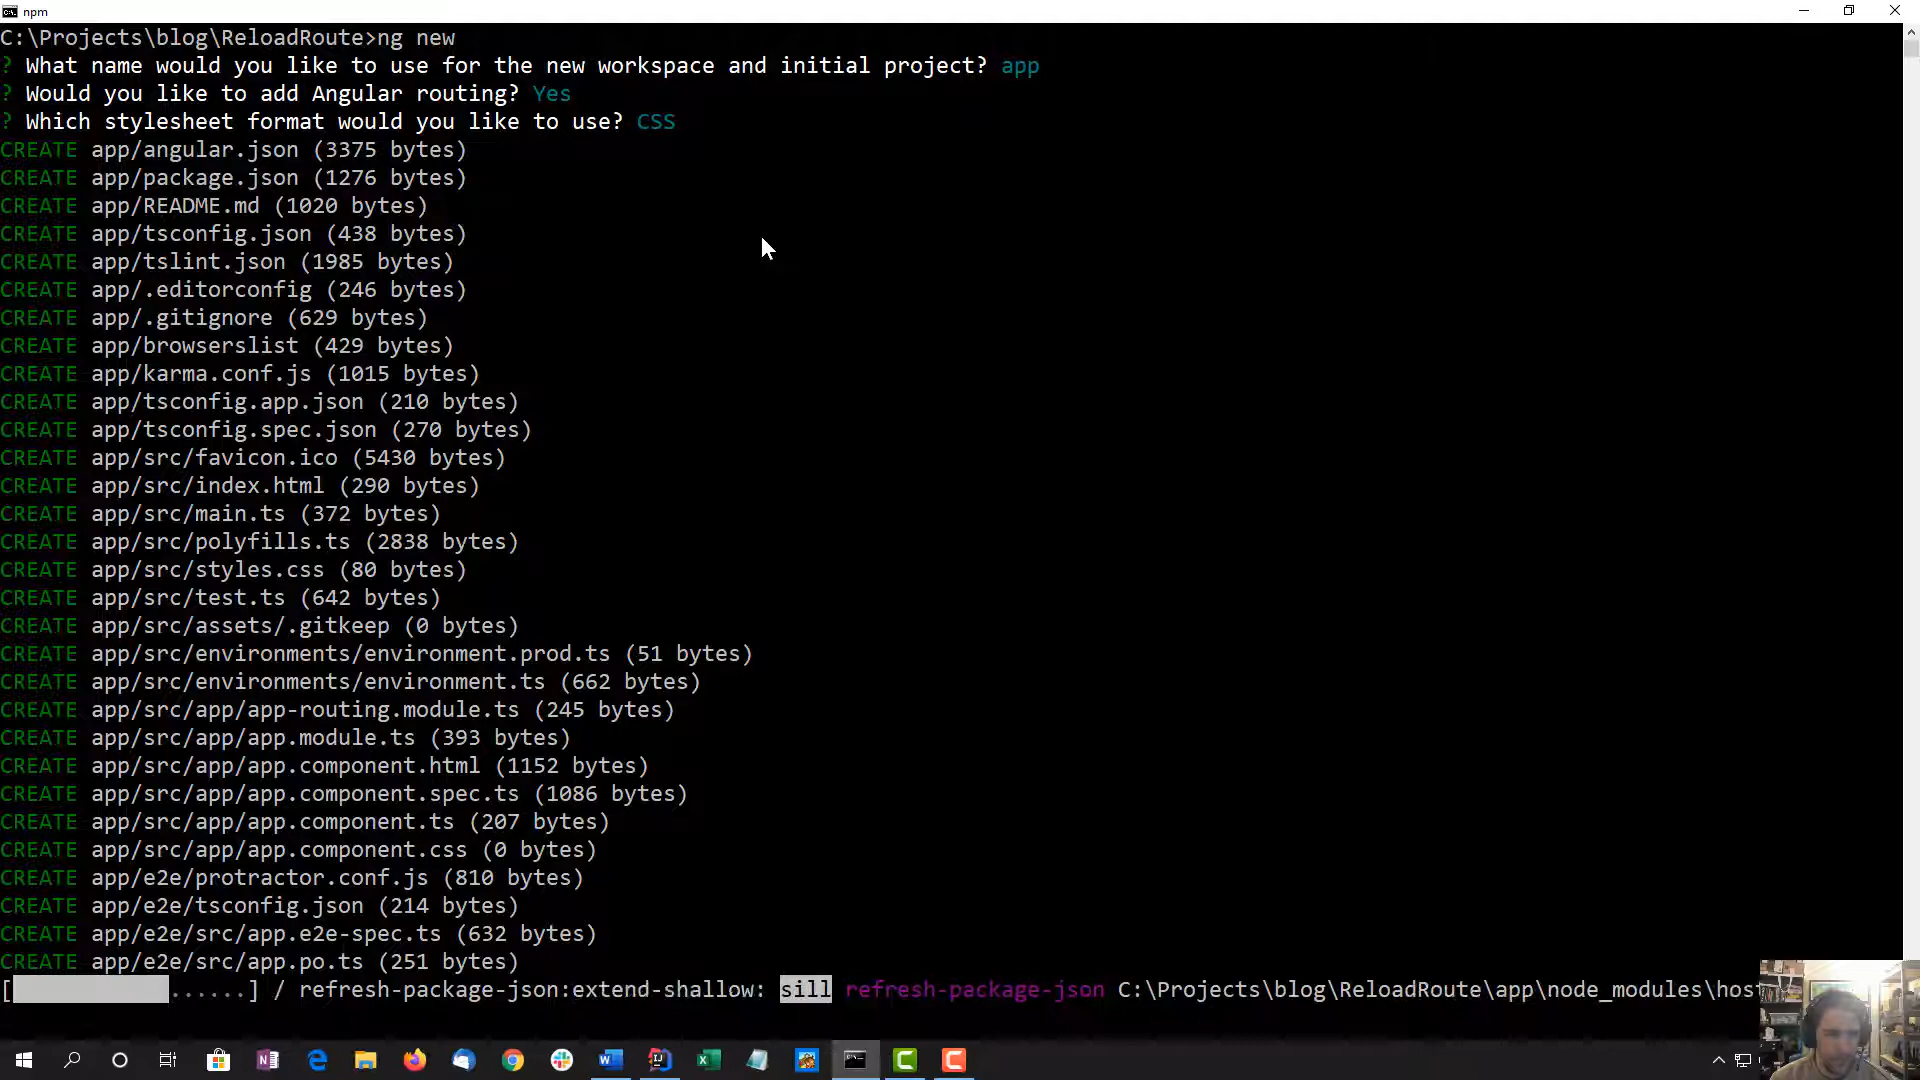 npm
C:\Projects\blog\ReloadRoute>ng new
? What name would you like to use for the new workspace and initial project? app
? Would you like to add Angular routing? Yes
? Which stylesheet format would you like to use? CSS
CREATE app/angular.json (3375 bytes)
CREATE app/package.json (1276 bytes)
CREATE app/README.md (1020 bytes)
CREATE app/tsconfig.json (438 bytes)
CREATE app/tslint.json (1985 bytes)
CREATE app/.editorconfig (246 bytes)
CREATE app/.gitignore (629 bytes)
CREATE app/browserslist (429 bytes)
CREATE app/karma.conf.js (1015 bytes)
CREATE app/tsconfig.app.json (210 bytes)
CREATE app/tsconfig.spec.json (270 bytes)
CREATE app/src/favicon.ico (5430 bytes)
CREATE app/src/index.html (290 bytes)
CREATE app/src/main.ts (372 bytes)
CREATE app/src/polyfills.ts (2838 bytes)
CREATE app/src/styles.css (80 bytes)
CREATE app/src/test.ts (642 bytes)
CREATE app/src/assets/.gitkeep (0 bytes)
CREATE app/src/environments/environment.prod.ts (51 bytes)
CREATE app/src/environments/environment.ts (662 bytes)
CREATE app/src/app/app-routing.module.ts (245 bytes)
CREATE app/src/app/app.module.ts (393 bytes)
CREATE app/src/app/app.component.html (1152 bytes)
CREATE app/src/app/app.component.spec.ts (1086 bytes)
CREATE app/src/app/app.component.ts (207 bytes)
CREATE app/src/app/app.component.css (0 bytes)
CREATE app/e2e/protractor.conf.js (810 bytes)
CREATE app/e2e/tsconfig.json (214 bytes)
CREATE app/e2e/src/app.e2e-spec.ts (632 bytes)
CREATE app/e2e/src/app.po.ts (251 bytes)
[ ......] / refresh-package-json:extend-shallow: sill refresh-package-json C:\Projects\blog\ReloadRoute\app\node_modules\hos